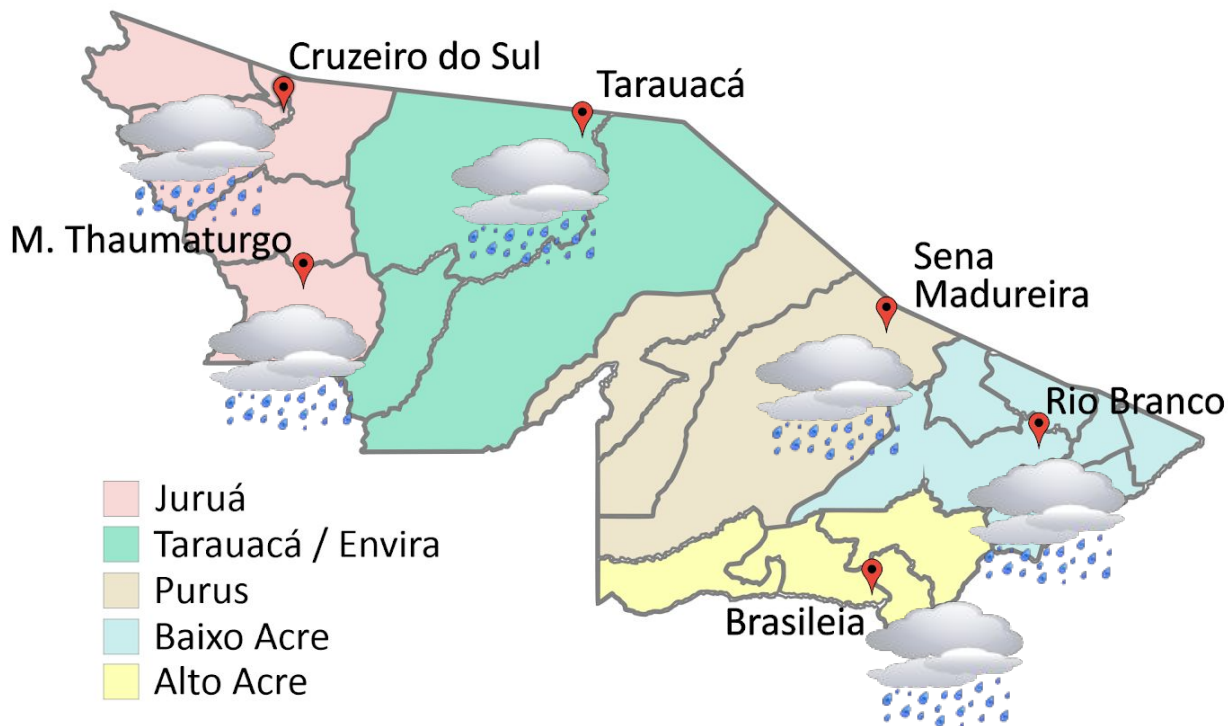 Cruzeiro do Sul
Tarauacá
M. Thaumaturgo
Sena
Madureira
Rio Branco
Brasileia
Juruá
Tarauacá / Envira
Purus
Baixo Acre
Alto Acre